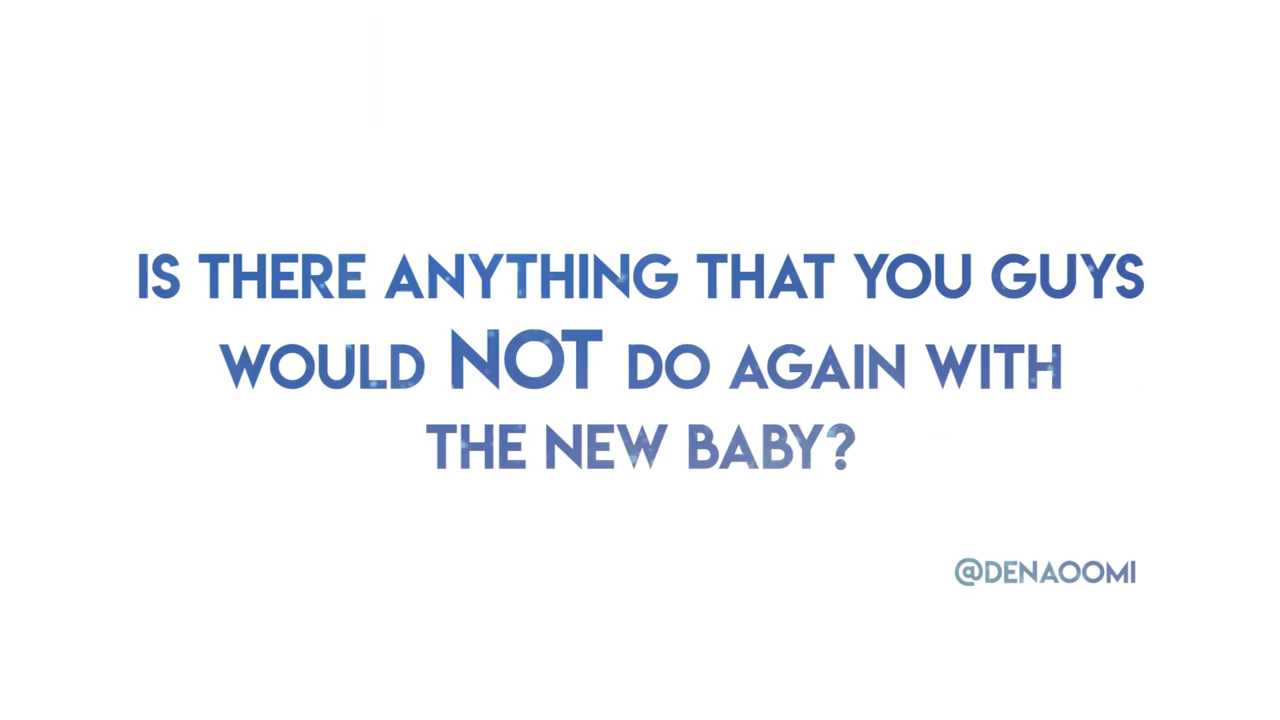 IS THERE ANYTHING THAT YOU GUYS
WOULD NOT DO AGAIN WITH
THE NEW BABY?
@DENAOOMI